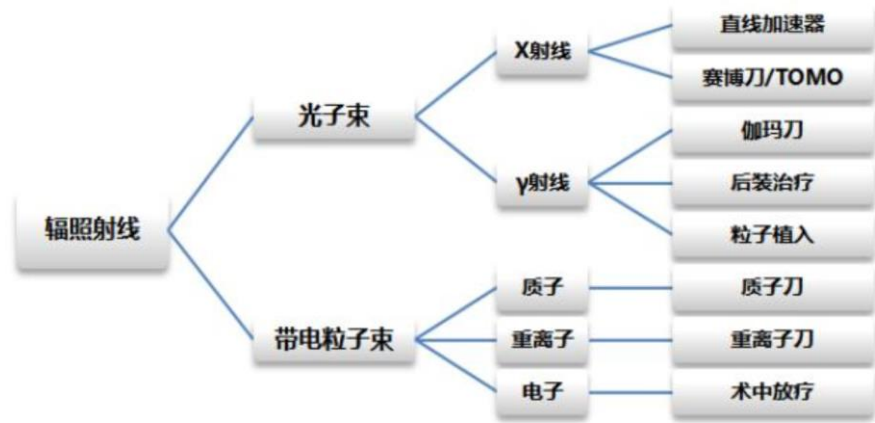 辐照射线
光子束
X射线
直线加速器
赛博刀/TOMO
γ射线
伽玛刀
后装治疗
粒子植入
带电粒子束
质子
质子刀
重离子
重离子刀
电子
术中放疗